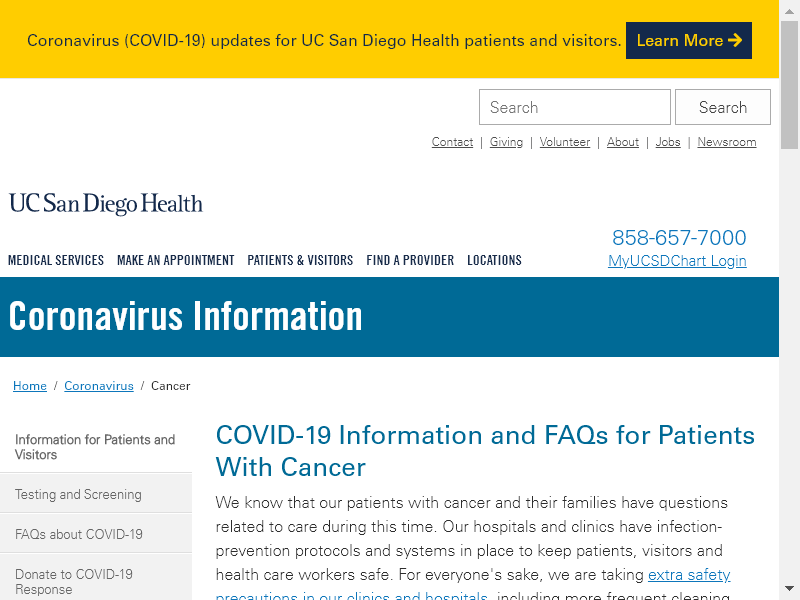 Coronavirus (COVID-19) updates for UC San Diego Health patients and visitors. Learn More →
Search Search
Contact | Giving | Volunteer | About | Jobs | Newsroom
UC San Diego Health
858-657-7000
MEDICAL SERVICES MAKE AN APPOINTMENT PATIENTS & VISITORS FIND A PROVIDER LOCATIONS
MyUCSDChart Login
Coronavirus Information
Home / Coronavirus / Cancer
Information for Patients and
Visitors
Testing and Screening
FAQs about COVID-19
Donate to COVID-19
Response
COVID-19 Information and FAQs for Patients
With Cancer
We know that our patients with cancer and their families have questions
related to care during this time. Our hospitals and clinics have infection-
prevention protocols and systems in place to keep patients, visitors and
health care workers safe. For everyone's sake, we are taking extra safety
precautions in our clinics and hospitals, including more frequent cleaning